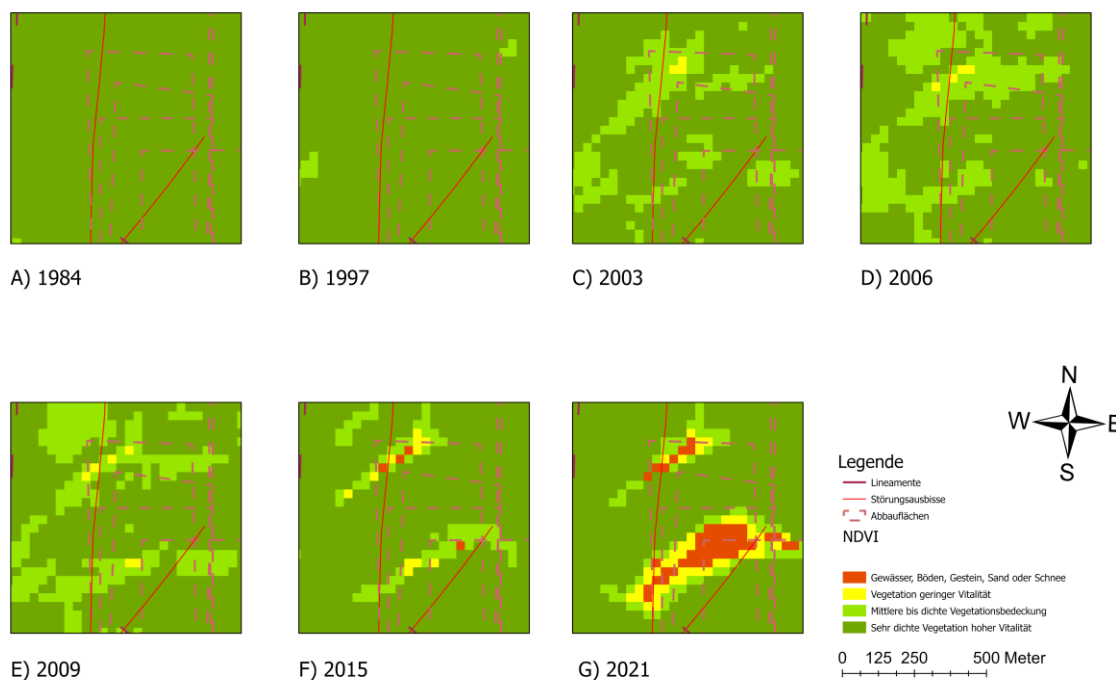 A) 1984
B) 1997
C) 2003
D) 2006
E) 2009
F) 2015
G) 2021
N
W E
S
Legende
Lineamente
Störungsausbisse
Abbauflächen
NDVI
Gewässer, Böden, Gestein, Sand oder Schnee
Vegetation geringer Vitalität
Mittlere bis dichte Vegetationsbedeckung
Sehr dichte Vegetation hoher Vitalität
0 125 250 500 Meter